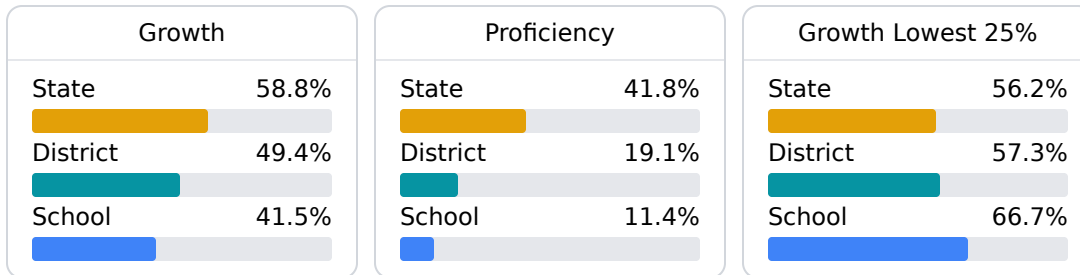 Growth
State 58.8%
District 49.4%
School 41.5%
Proficiency
State 41.8%
District 19.1%
School 11.4%
Growth Lowest 25%
State 56.2%
District 57.3%
School 66.7%